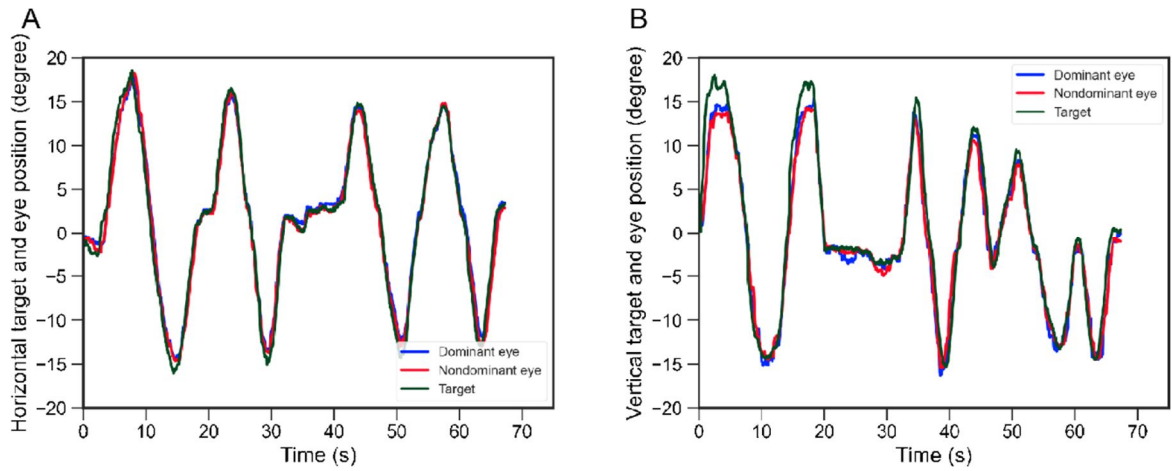 A
Horizontal target and eye position (degree)
20
15
10
5
0
−5
−10
−15
−20
0 10 20 30 40 50 60 70
Time (s)
Dominant eye
Nondominant eye
Target
B
Vertical target and eye position (degree)
20
15
10
5
0
−5
−10
−15
−20
0 10 20 30 40 50 60 70
Time (s)
Dominant eye
Nondominant eye
Target